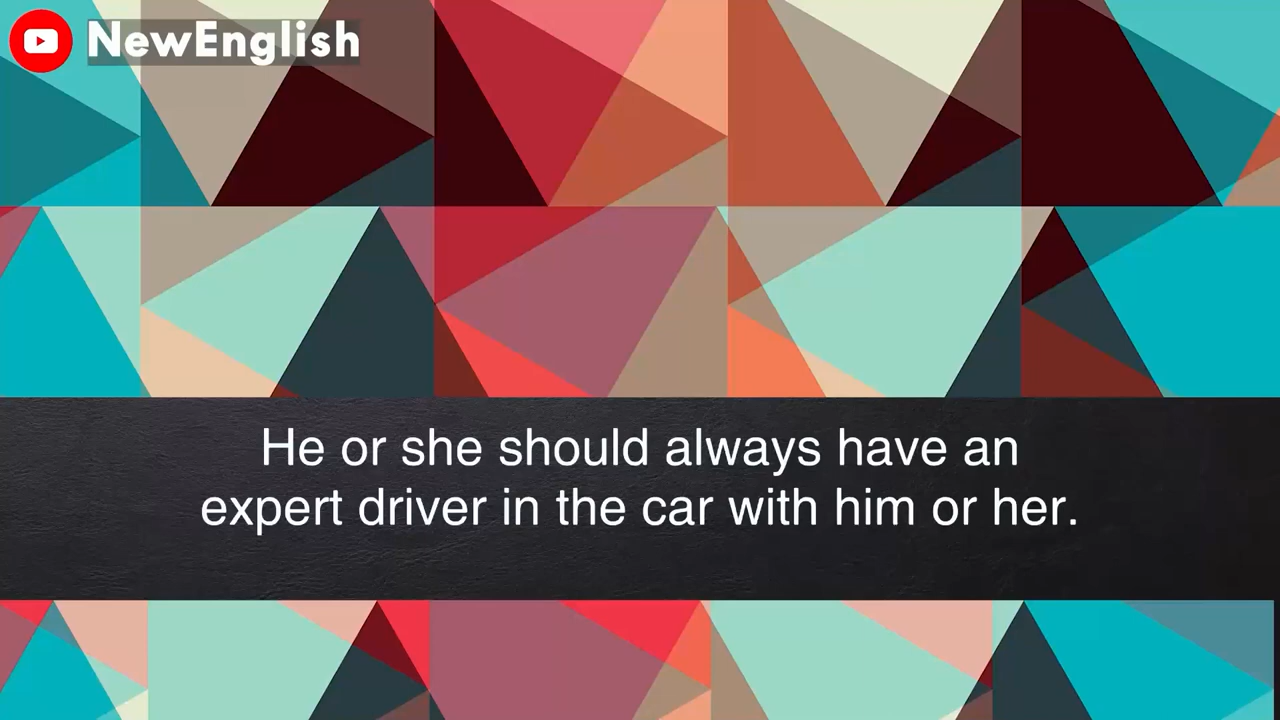 NewEnglish
He or she should always have an
expert driver in the car with him or her.